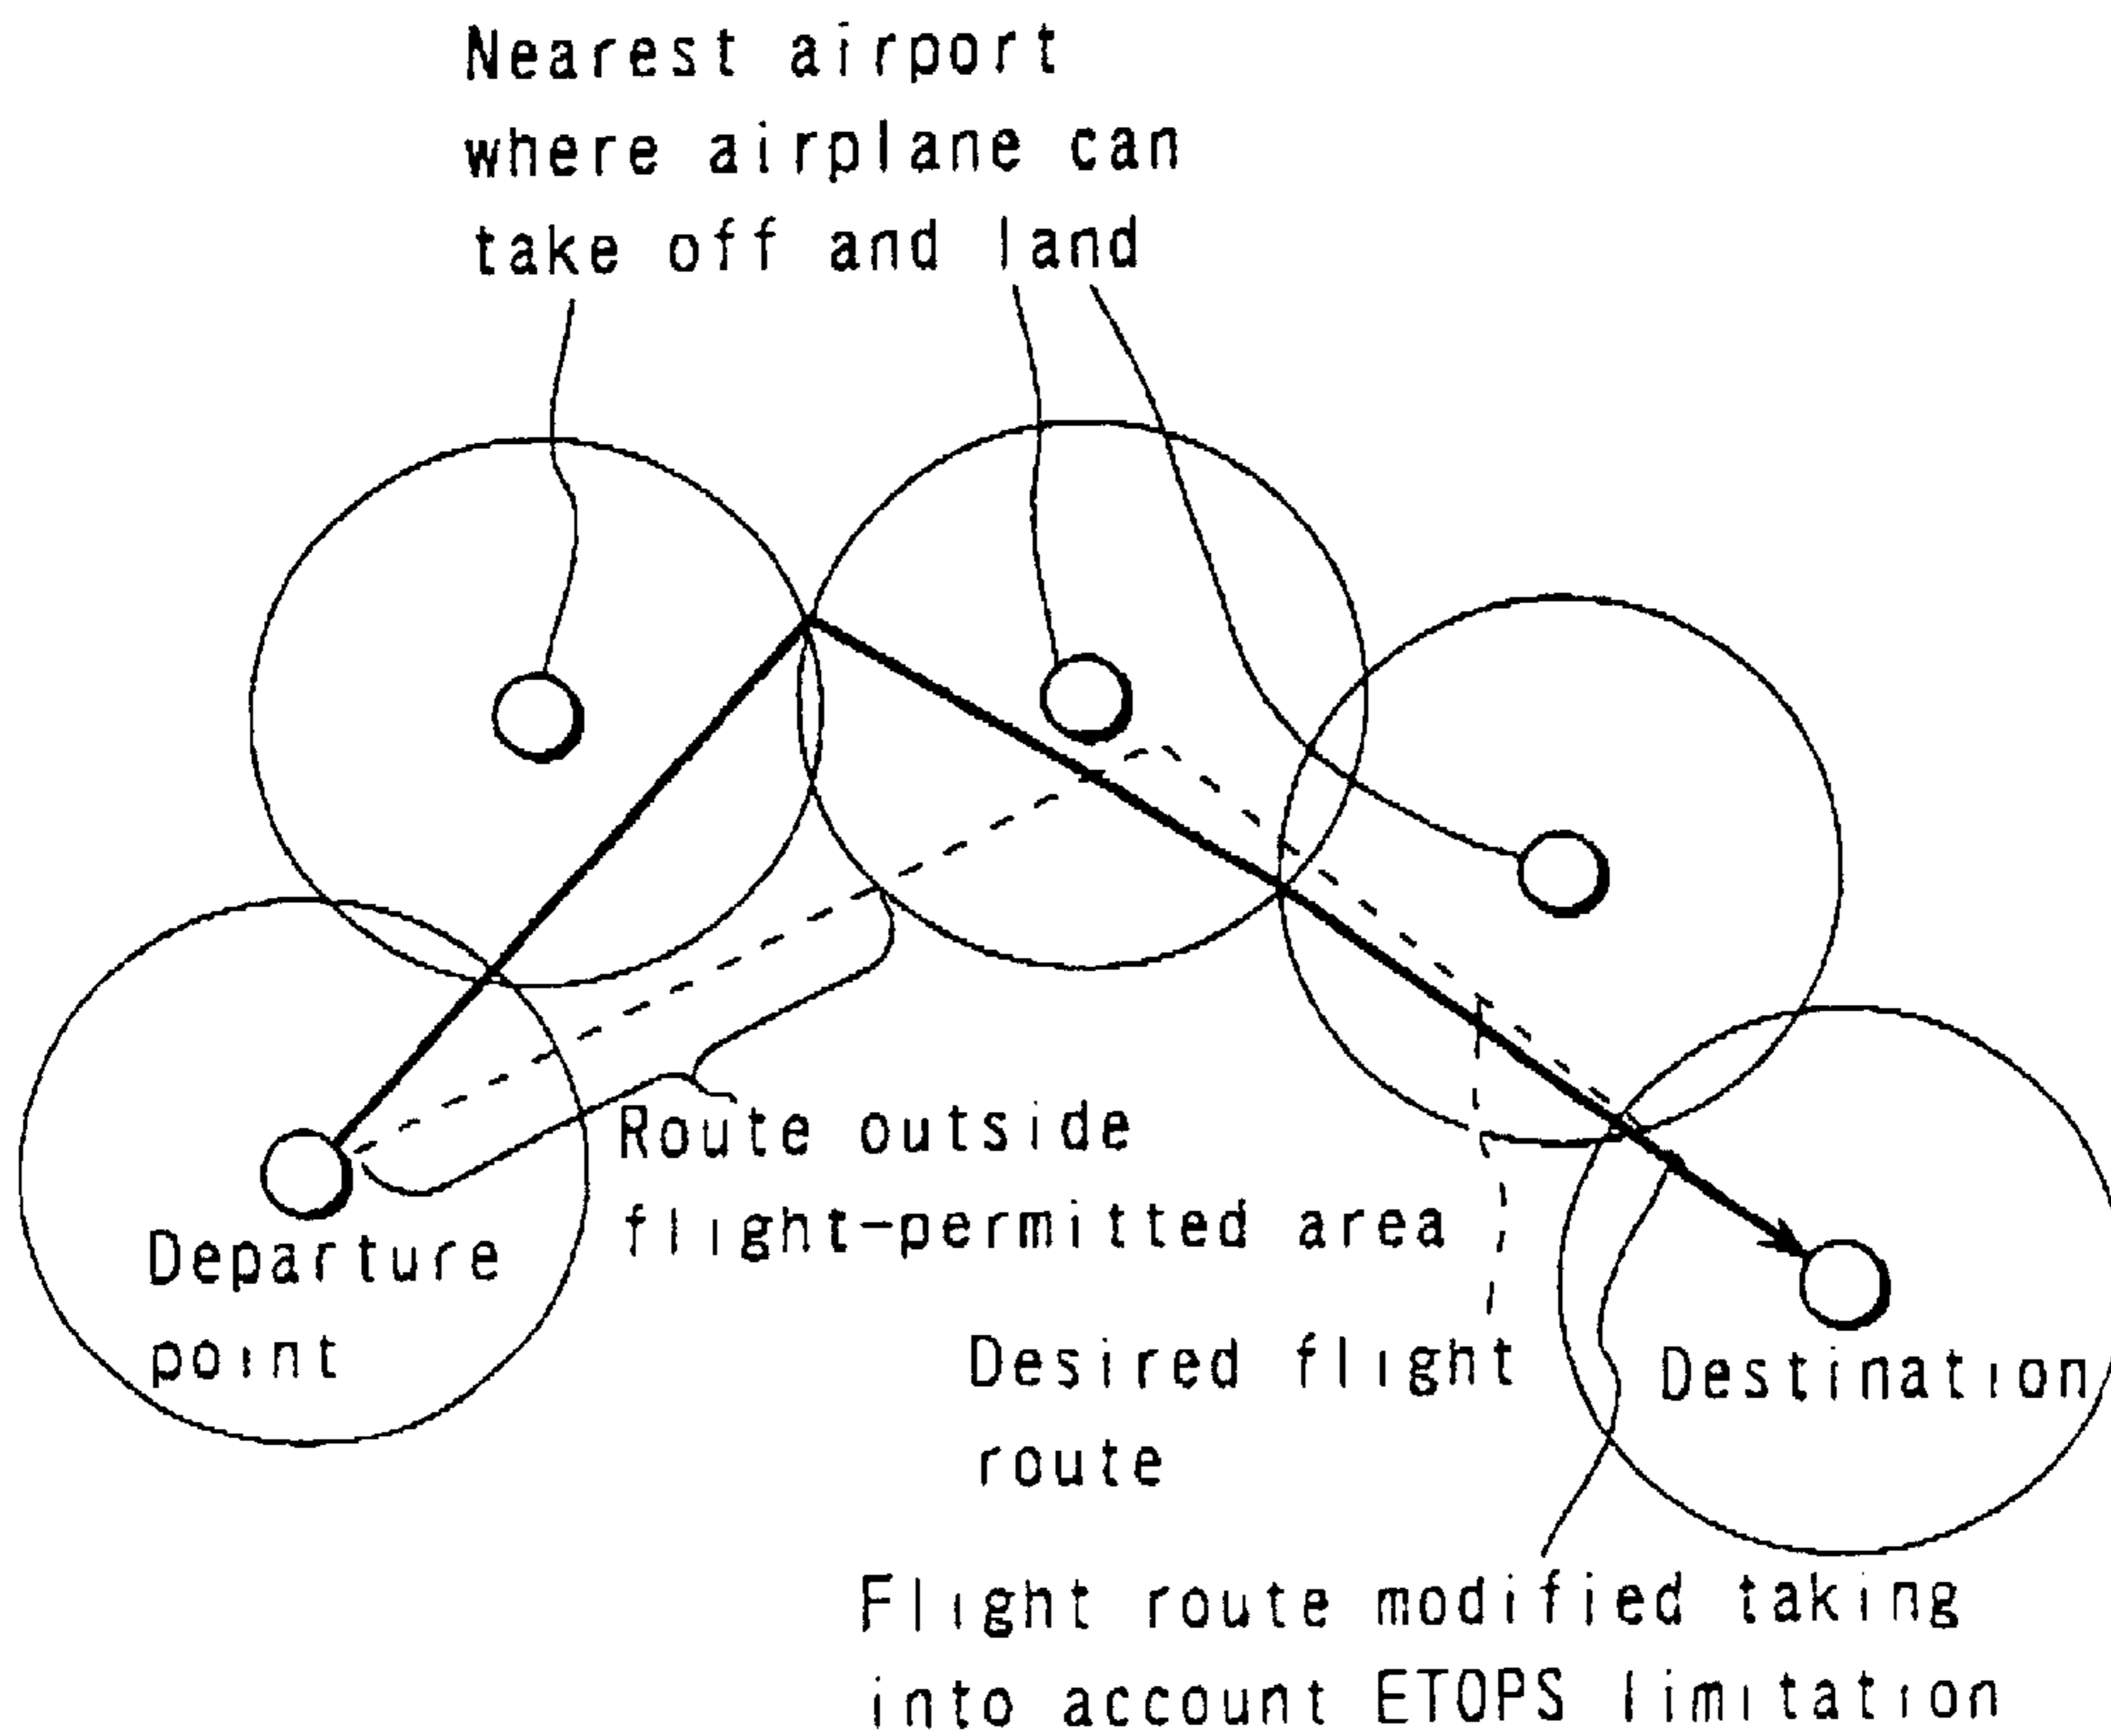 Nearest airport
where airplane can
take off and land
Route outside
flight-permitted area
Departure
point
Desired flight
route
Destination
Flight route modified taking
into account ETOPS limitation